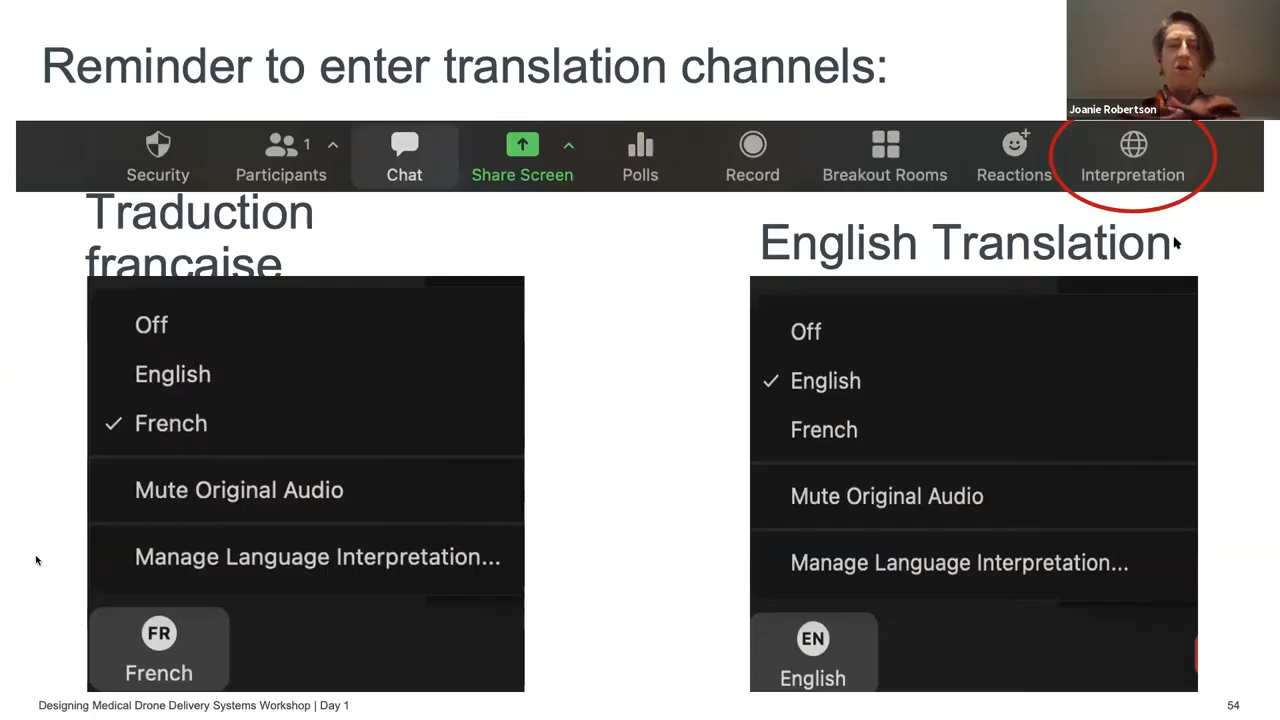 Reminder to enter translation channels:
Joanie Robertson
Security
Participants
1
Chat
Share Screen
Polls
Record
Breakout Rooms
Reactions
Interpretation
Traduction
française
Off
English
French
Mute Original Audio
Manage Language Interpretation...
FR
French
English Translation
Off
English
French
Mute Original Audio
Manage Language Interpretation...
EN
English
Designing Medical Drone Delivery Systems Workshop | Day 1
54